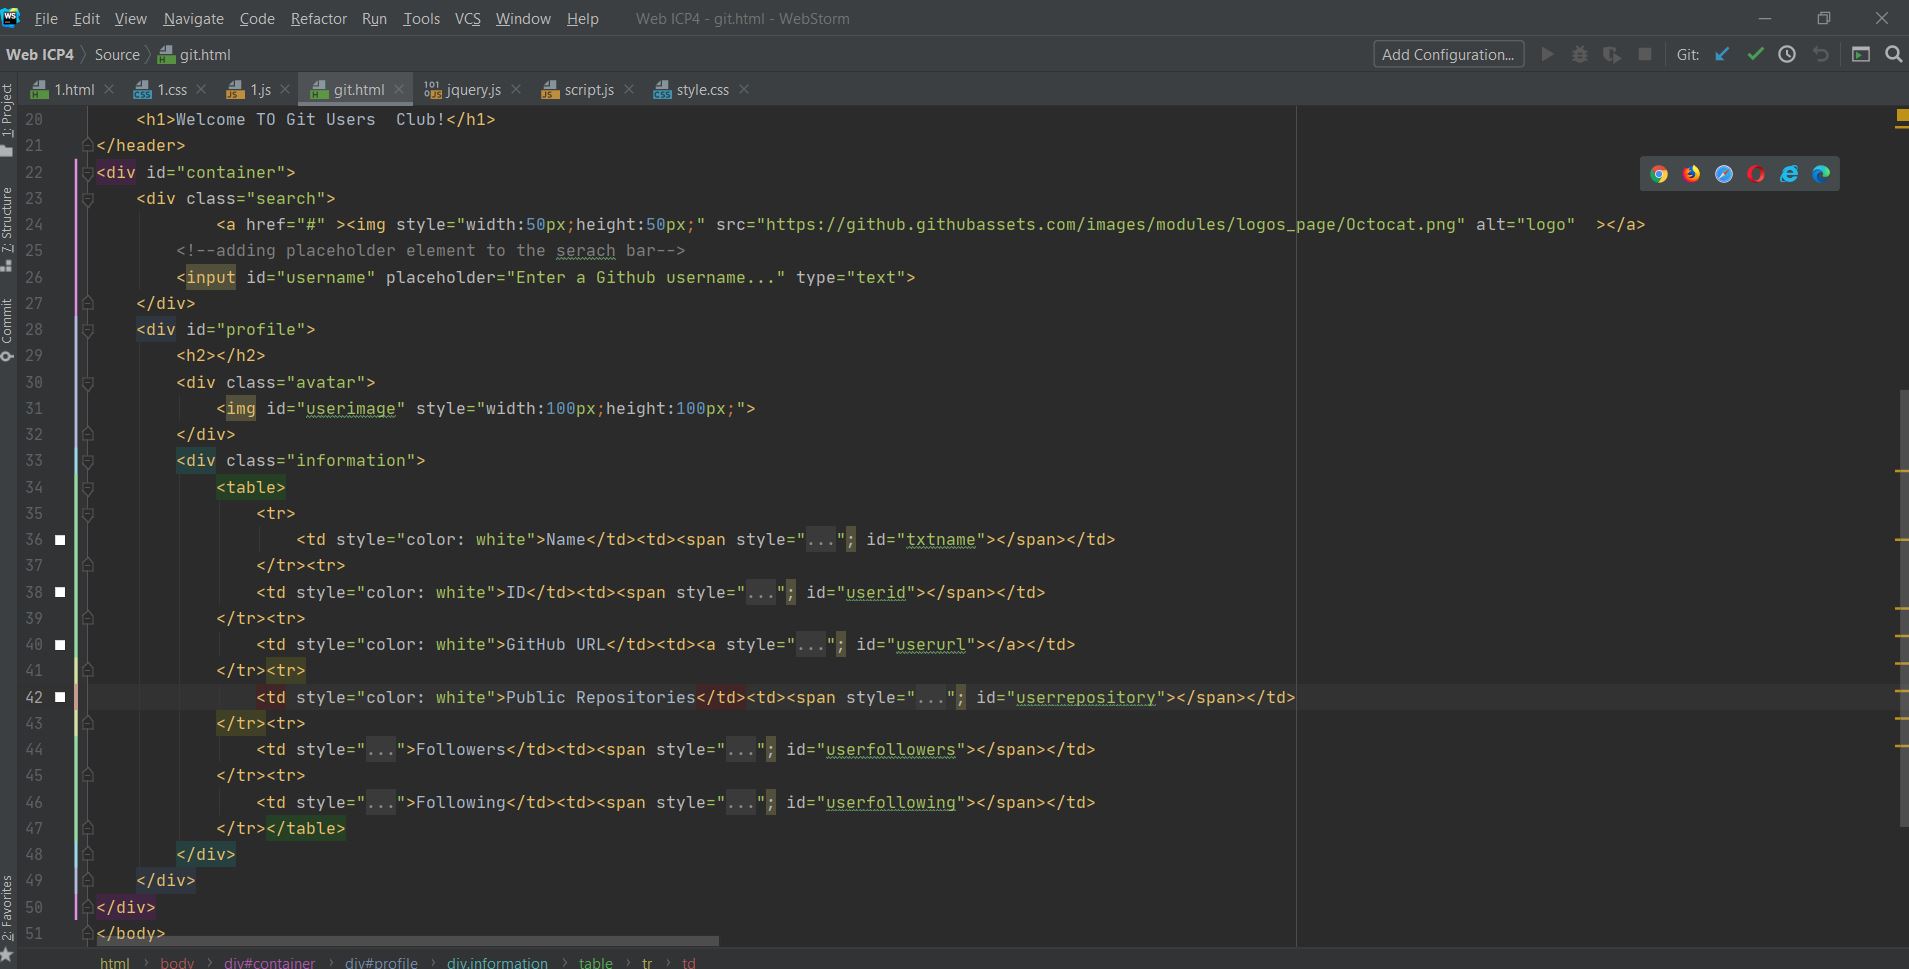 File Edit View Navigate Code Refactor Run Tools VCS Window Help Web ICP4 - git.html - WebStorm
Web ICP4 Source git.html Add Configuration... Git:
1.html 1.css 1.js git.html jquery.js script.js style.css
1: Project
7: Structure
Commit
2: Favorites
20 <h1>Welcome TO Git Users  Club!</h1>
21 </header>
22 <div id="container">
23 <div class="search">
24 <a href="#" ><img style="width:50px;height:50px;" src="https://github.githubassets.com/images/modules/logos_page/Octocat.png" alt="logo"  ></a>
25 <!--adding placeholder element to the serach bar-->
26 <input id="username" placeholder="Enter a Github username..." type="text">
27 </div>
28 <div id="profile">
29 <h2></h2>
30 <div class="avatar">
31 <img id="userimage" style="width:100px;height:100px;">
32 </div>
33 <div class="information">
34 <table>
35 <tr>
36 <td style="color: white">Name</td><td><span style="..."; id="txtname"></span></td>
37 </tr><tr>
38 <td style="color: white">ID</td><td><span style="..."; id="userid"></span></td>
39 </tr><tr>
40 <td style="color: white">GitHub URL</td><td><a style="..."; id="userurl"></a></td>
41 </tr><tr>
42 <td style="color: white">Public Repositories</td><td><span style="..."; id="userrepository"></span></td>
43 </tr><tr>
44 <td style="...">Followers</td><td><span style="..."; id="userfollowers"></span></td>
45 </tr><tr>
46 <td style="...">Following</td><td><span style="..."; id="userfollowing"></span></td>
47 </tr></table>
48 </div>
49 </div>
50 </div>
51 </body>
html body div#container div#profile div.information table tr td